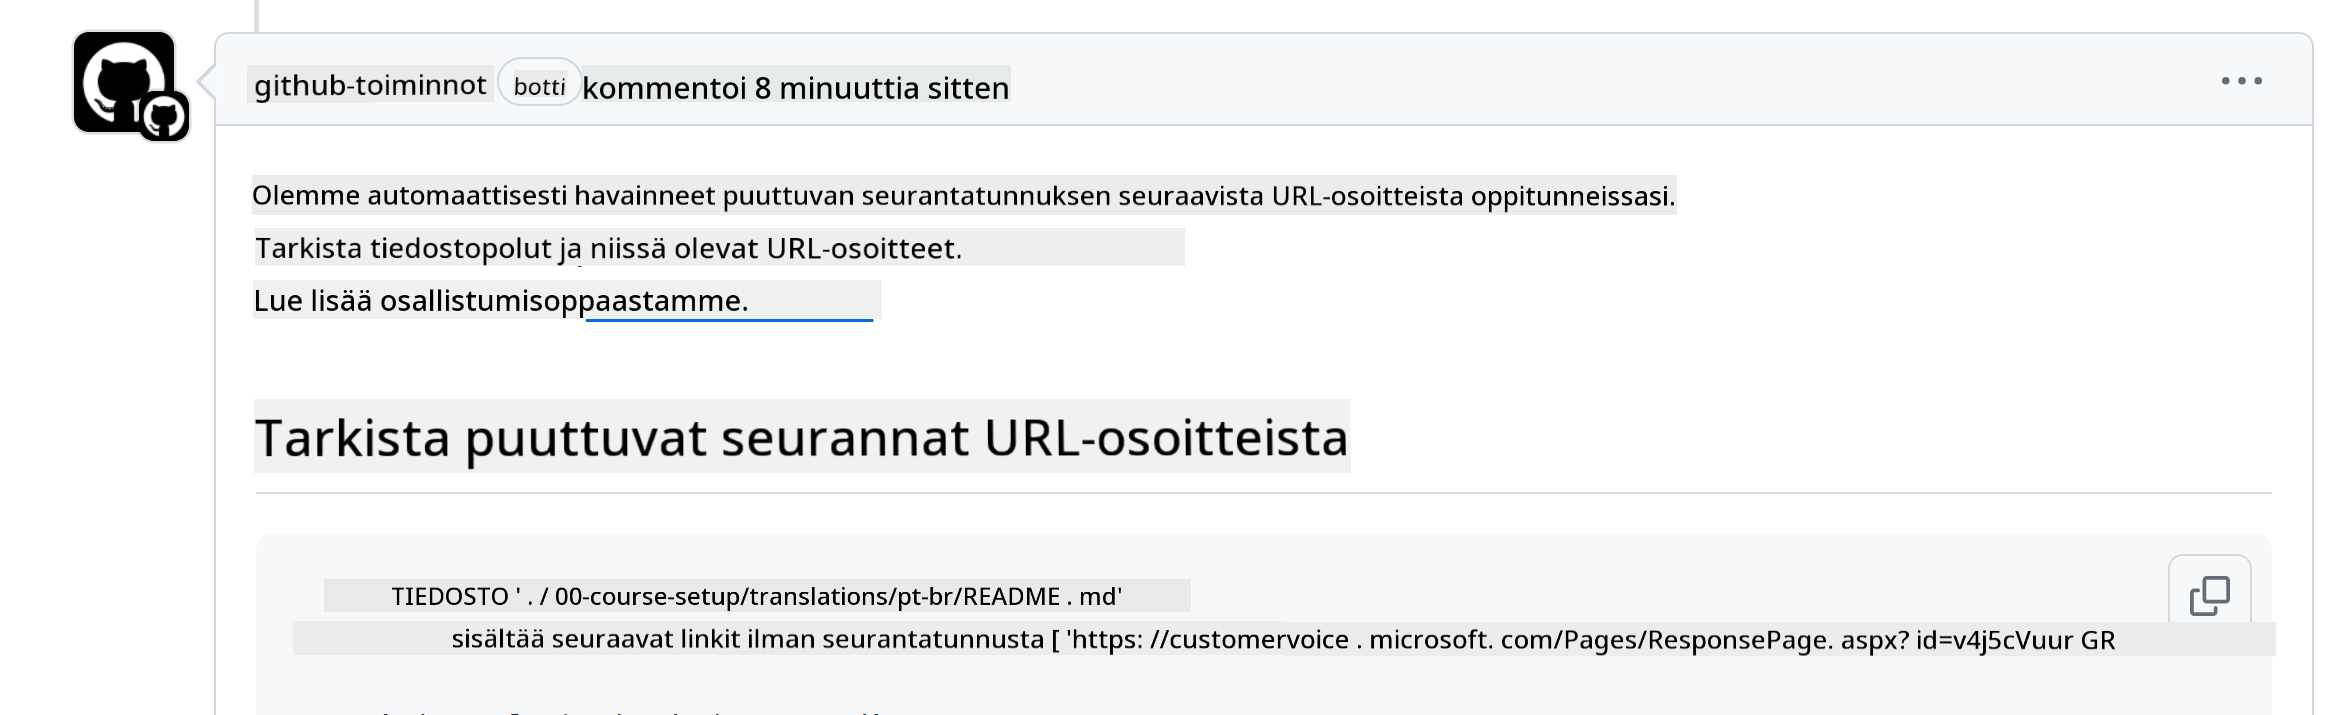 github-toiminnot botti kommentoi 8 minuuttia sitten
Olemme automaattisesti havainneet puuttuvan seurantatunnuksen seuraavista URL-osoitteista oppitunneissasi.
Tarkista tiedostopolut ja niissä olevat URL-osoitteet.
Lue lisää osallistumisoppaastamme.
Tarkista puuttuvat seurannat URL-osoitteista
TIEDOSTO ' . / 00-course-setup/translations/pt-br/README . md'
sisältää seuraavat linkit ilman seurantatunnusta [ 'https: //customervoice . microsoft. com/Pages/ResponsePage. aspx? id=v4j5cVuur GR